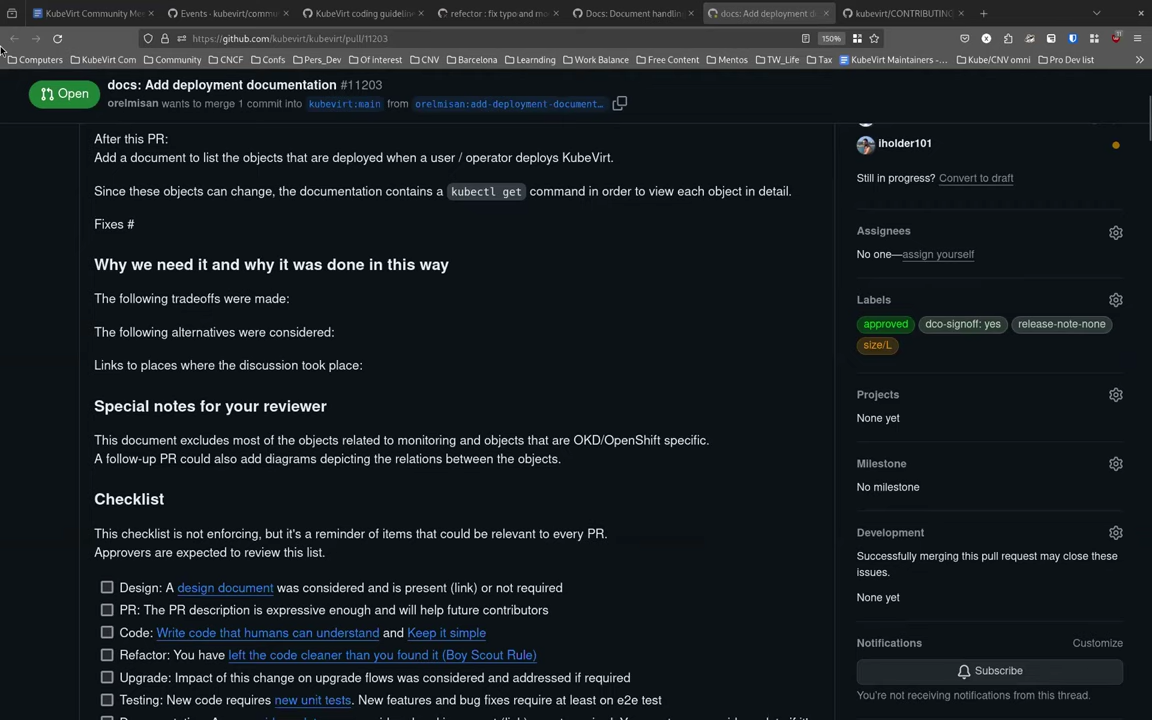 KubeVirt Community Me
Events · kubevirt/commu
KubeVirt coding guidelin
refactor : fix typo and rno
Docs: Document handlin
docs: Add deployment d
kubevirt/CONTRIBUTING
https://github.com/kubevirt/kubevirt/pull/11203
150%
11
Computers
KubeVirt Com
Community
CNCF
Confs
Pers_Dev
Of interest
CNV
Barcelona
Learnding
Work Balance
Free Content
Mentos
TW_Life
Tax
KubeVirt Maintainers -...
Kube/CNV omni
Pro Dev list
Open
docs: Add deployment documentation #11203
orelmisan wants to merge 1 commit into kubevirt:main from orelmisan:add-deployment-document…
After this PR:
Add a document to list the objects that are deployed when a user / operator deploys KubeVirt.
Since these objects can change, the documentation contains a kubectl get command in order to view each object in detail.
Fixes #
Why we need it and why it was done in this way
The following tradeoffs were made:
The following alternatives were considered:
Links to places where the discussion took place:
Special notes for your reviewer
This document excludes most of the objects related to monitoring and objects that are OKD/OpenShift specific.
A follow-up PR could also add diagrams depicting the relations between the objects.
Checklist
This checklist is not enforcing, but it's a reminder of items that could be relevant to every PR.
Approvers are expected to review this list.
Design: A design document was considered and is present (link) or not required
PR: The PR description is expressive enough and will help future contributors
Code: Write code that humans can understand and Keep it simple
Refactor: You have left the code cleaner than you found it (Boy Scout Rule)
Upgrade: Impact of this change on upgrade flows was considered and addressed if required
Testing: New code requires new unit tests. New features and bug fixes require at least on e2e test
iholder101
Still in progress? Convert to draft
Assignees
No one—assign yourself
Labels
approved
dco-signoff: yes
release-note-none
size/L
Projects
None yet
Milestone
No milestone
Development
Successfully merging this pull request may close these
issues.
None yet
Notifications
Customize
Subscribe
You're not receiving notifications from this thread.